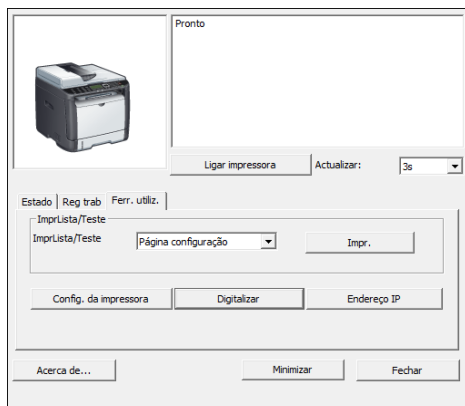 Pronto
Ligar impressora Actualizar: 3s
Estado Reg trab Ferr. utiliz.
ImprLista/Teste
ImprLista/Teste Página configuração Impr.
Config. da impressora Digitalizar Endereço IP
Acerca de... Minimizar Fechar